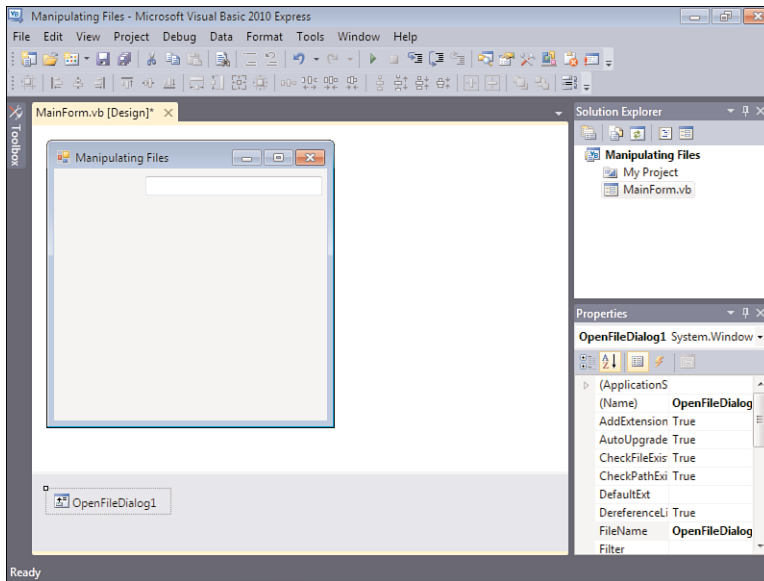 Manipulating Files - Microsoft Visual Basic 2010 Express
File Edit View Project Debug Data Format Tools Window Help
MainForm.vb [Design]*
Toolbox
Manipulating Files
OpenFileDialog1
Solution Explorer
Manipulating Files
My Project
MainForm.vb
Properties
OpenFileDialog1 System.Window
(ApplicationS
(Name) OpenFileDialog
AddExtension True
AutoUpgrade True
CheckFileExis True
CheckPathExi True
DefaultExt
DereferenceLi True
FileName OpenFileDialog
Filter
Ready